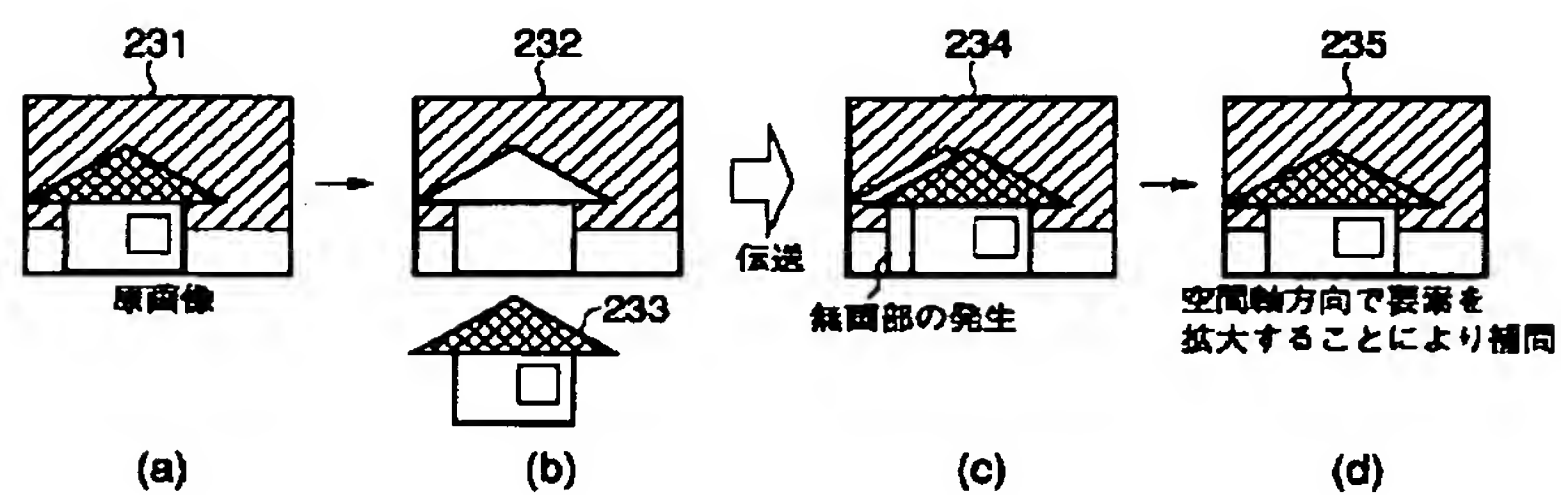 231
232
234
235
伝送
原画像
233
無画部の発生
空間軸方向で要素を
拡大することにより補間
(a)
(b)
(c)
(d)